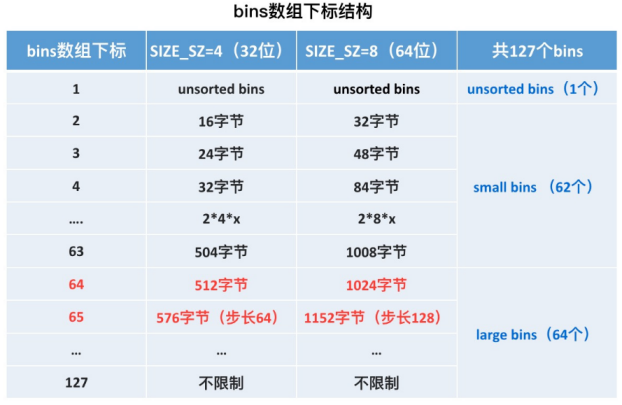 bins数组下标结构
bins数组下标 SIZE_SZ=4（32位） SIZE_SZ=8（64位） 共127个bins
1 unsorted bins unsorted bins unsorted bins（1个）
2 16字节 32字节
3 24字节 48字节
4 32字节 84字节 small bins （62个）
.... 2*4*x 2*8*x
63 504字节 1008字节
64 512字节 1024字节
65 576字节（步长64） 1152字节（步长128）
large bins（64个）
... ... ...
127 不限制 不限制